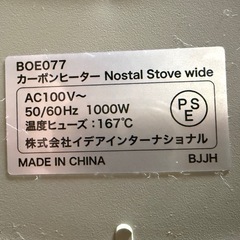 BOE077
カーボンヒーター Nostal Stove wide
AC100V～
50/60Hz 1000W
温度ヒューズ：167℃
株式会社イデアインターナショナル
MADE IN CHINA BJJH
PS
E